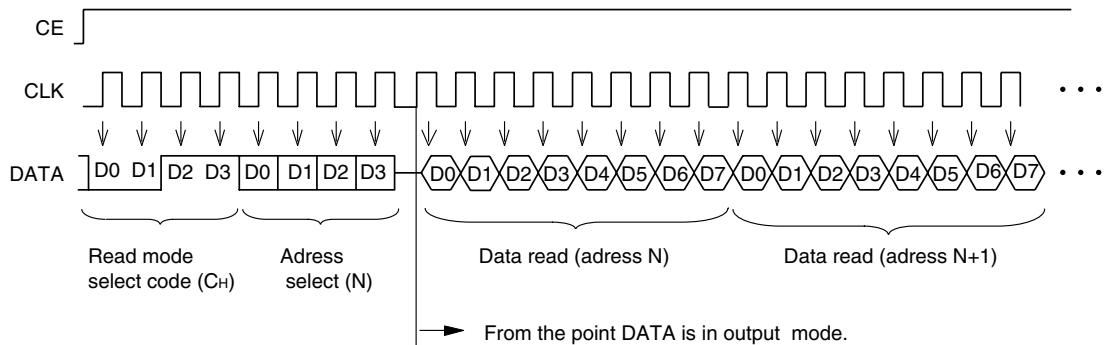 CE
CLK
DATA D0 D1 D2 D3 D0 D1 D2 D3 D0 D1 D2 D3 D4 D5 D6 D7 D0 D1 D2 D3 D4 D5 D6 D7
Read mode
select code (CH)
Adress
select (N)
Data read (adress N)
Data read (adress N+1)
From the point DATA is in output mode.